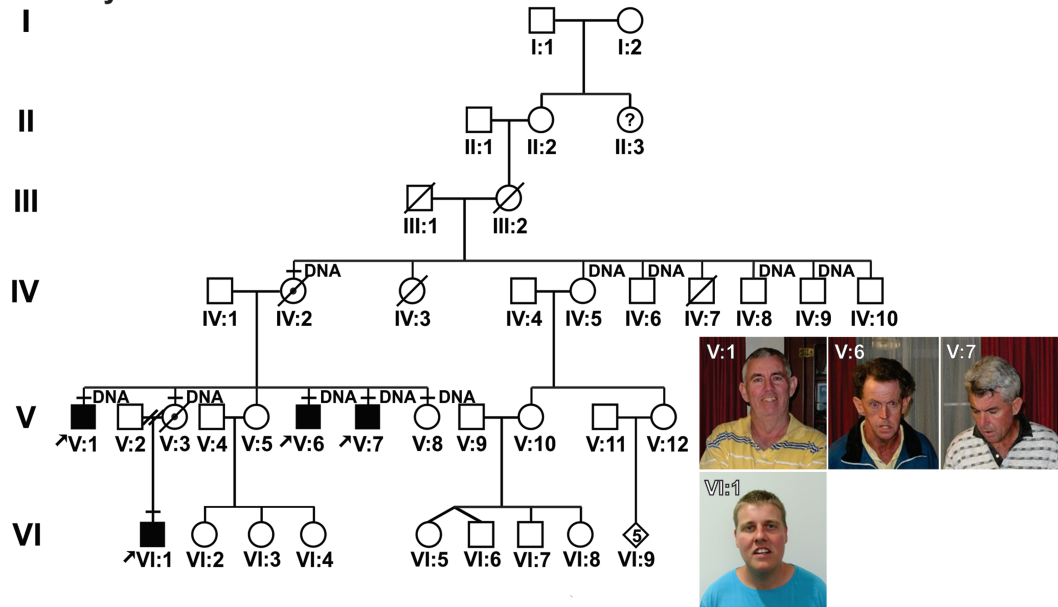 I
I:1 I:2
II
?
II:1 II:2 II:3
III
III:1 III:2
DNA DNA DNA DNA DNA
IV
IV:1 IV:2 IV:3 IV:4 IV:5 IV:6 IV:7 IV:8 IV:9 IV:10
V:1 V:6 V:7
DNA DNA DNA DNA DNA
V
V:1 V:2 V:3 V:4 V:5 V:6 V:7 V:8 V:9 V:10 V:11 V:12
VI:1
VI
5
VI:1 VI:2 VI:3 VI:4 VI:5 VI:6 VI:7 VI:8 VI:9